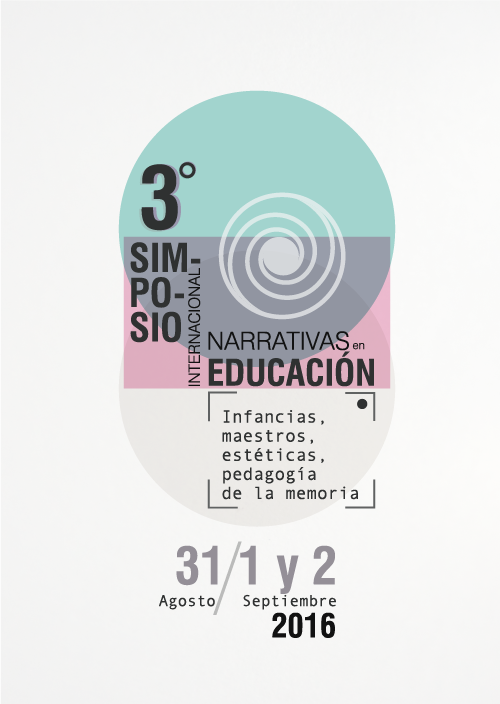 3°
SIM-
PO-
SIO
INTERNACIONAL
NARRATIVAS en
EDUCACIÓN
Infancias,
maestros,
estéticas,
pedagogía
de la memoria
31/1 y 2
Agosto Septiembre
2016